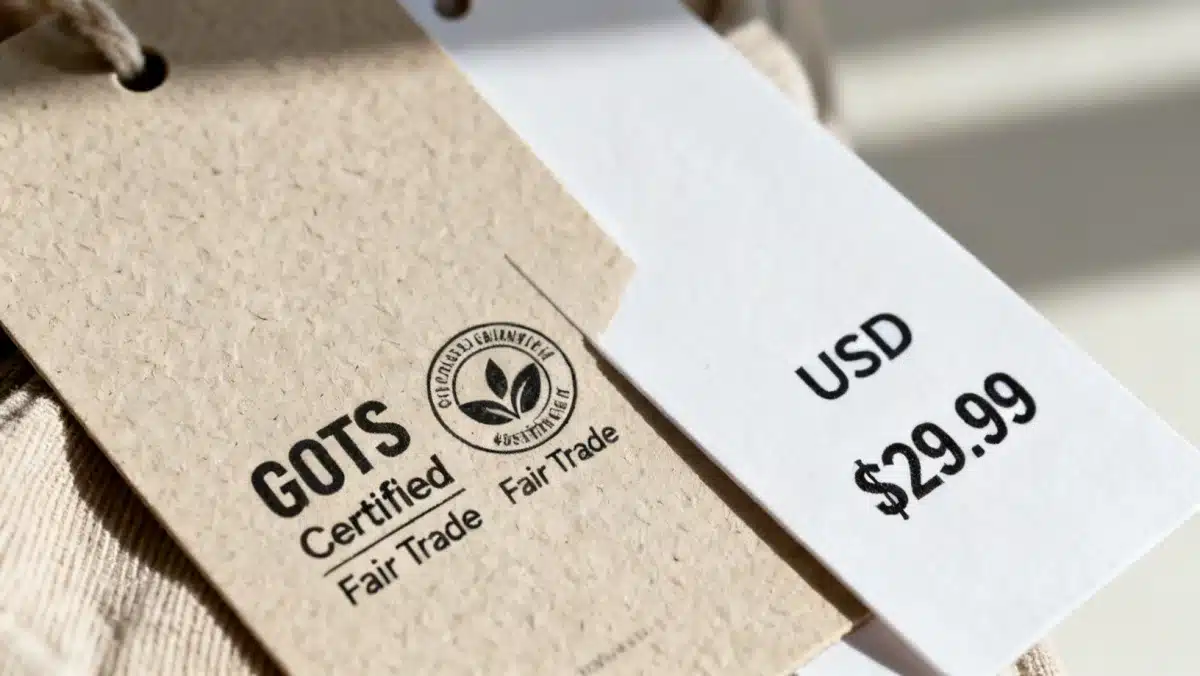 GOTS
Certified
Fair Trade
Fair Trade
USD
$29.99